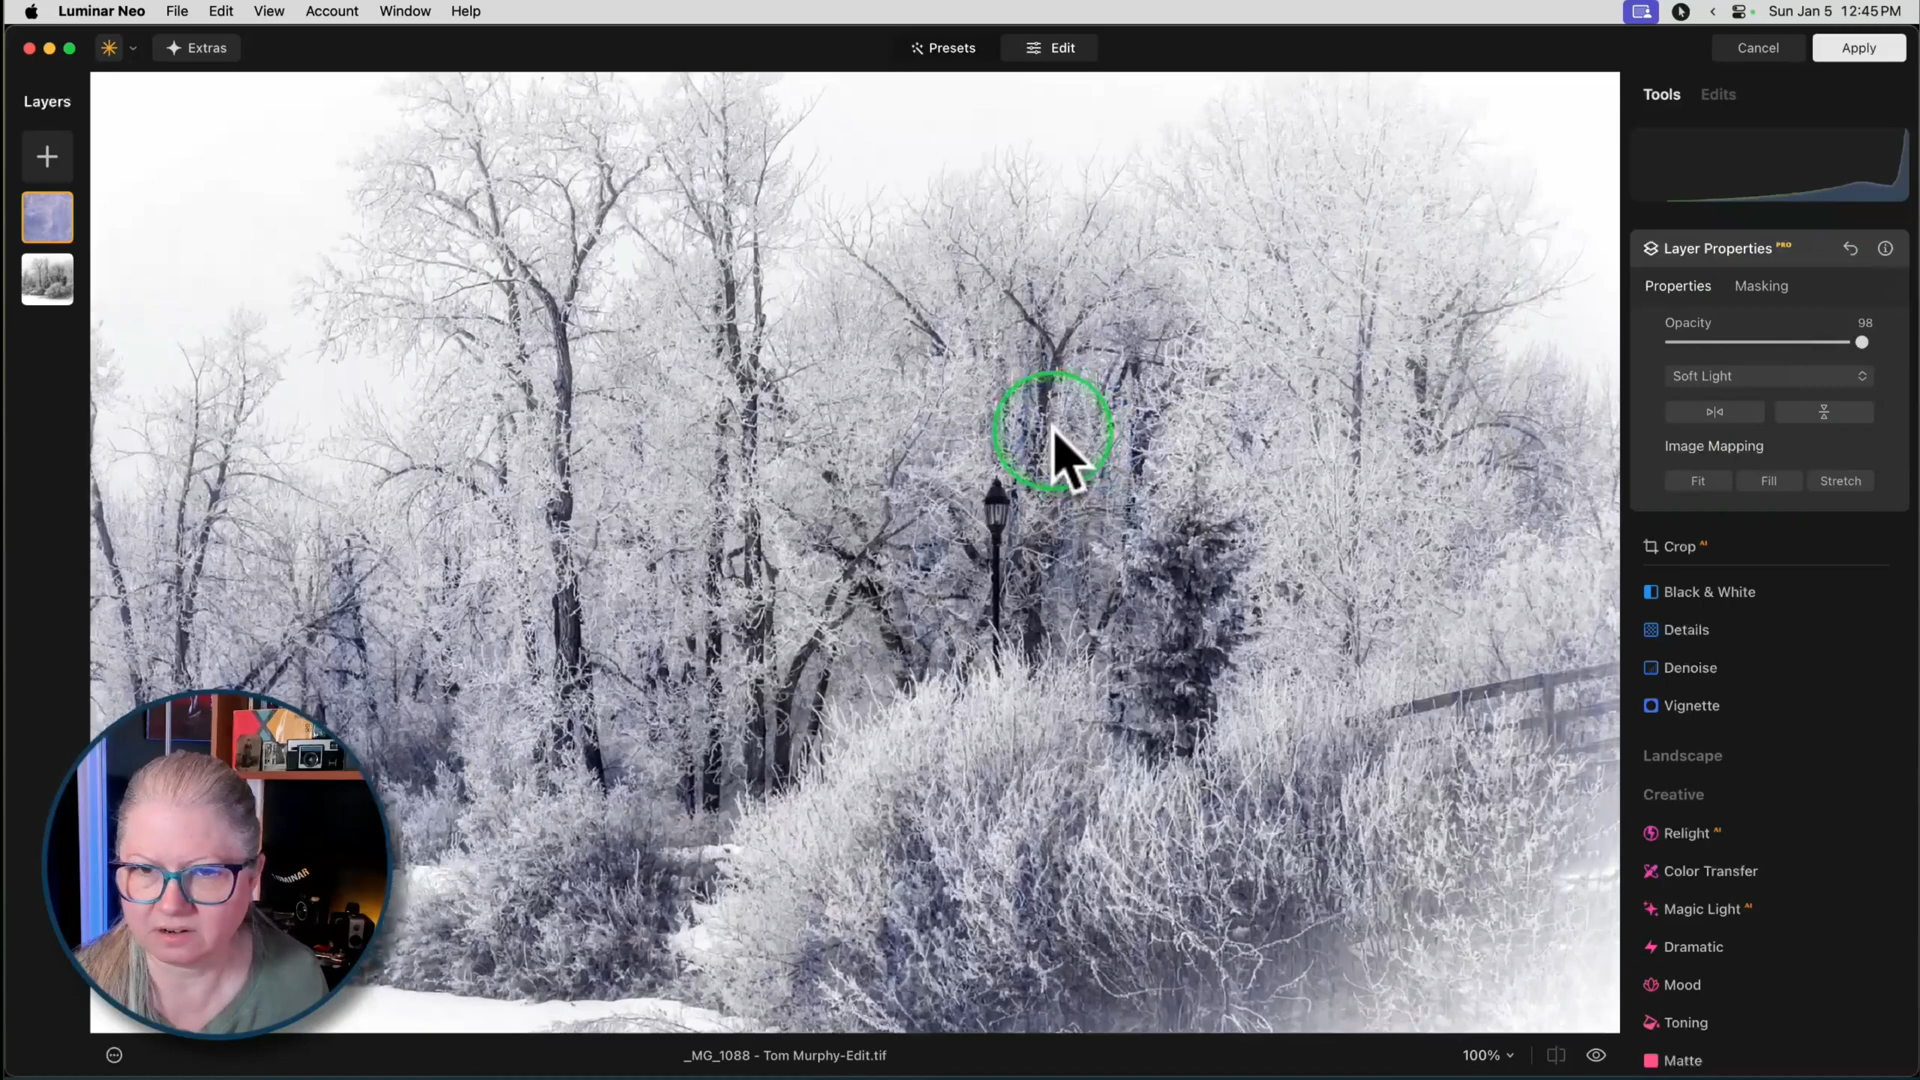 Luminar Neo File Edit View Account Window Help
Sun Jan 5 12:45 PM
Extras
Presets
Edit
Cancel
Apply
Layers
Tools Edits
Layer Properties PRO
Properties Masking
Opacity 98
Soft Light
Image Mapping
Fit Fill Stretch
Crop AI
Black & White
Details
Denoise
Vignette
Landscape
Creative
Relight AI
Color Transfer
Magic Light AI
Dramatic
Mood
Toning
Matte
_MG_1088 - Tom Murphy-Edit.tif
100%